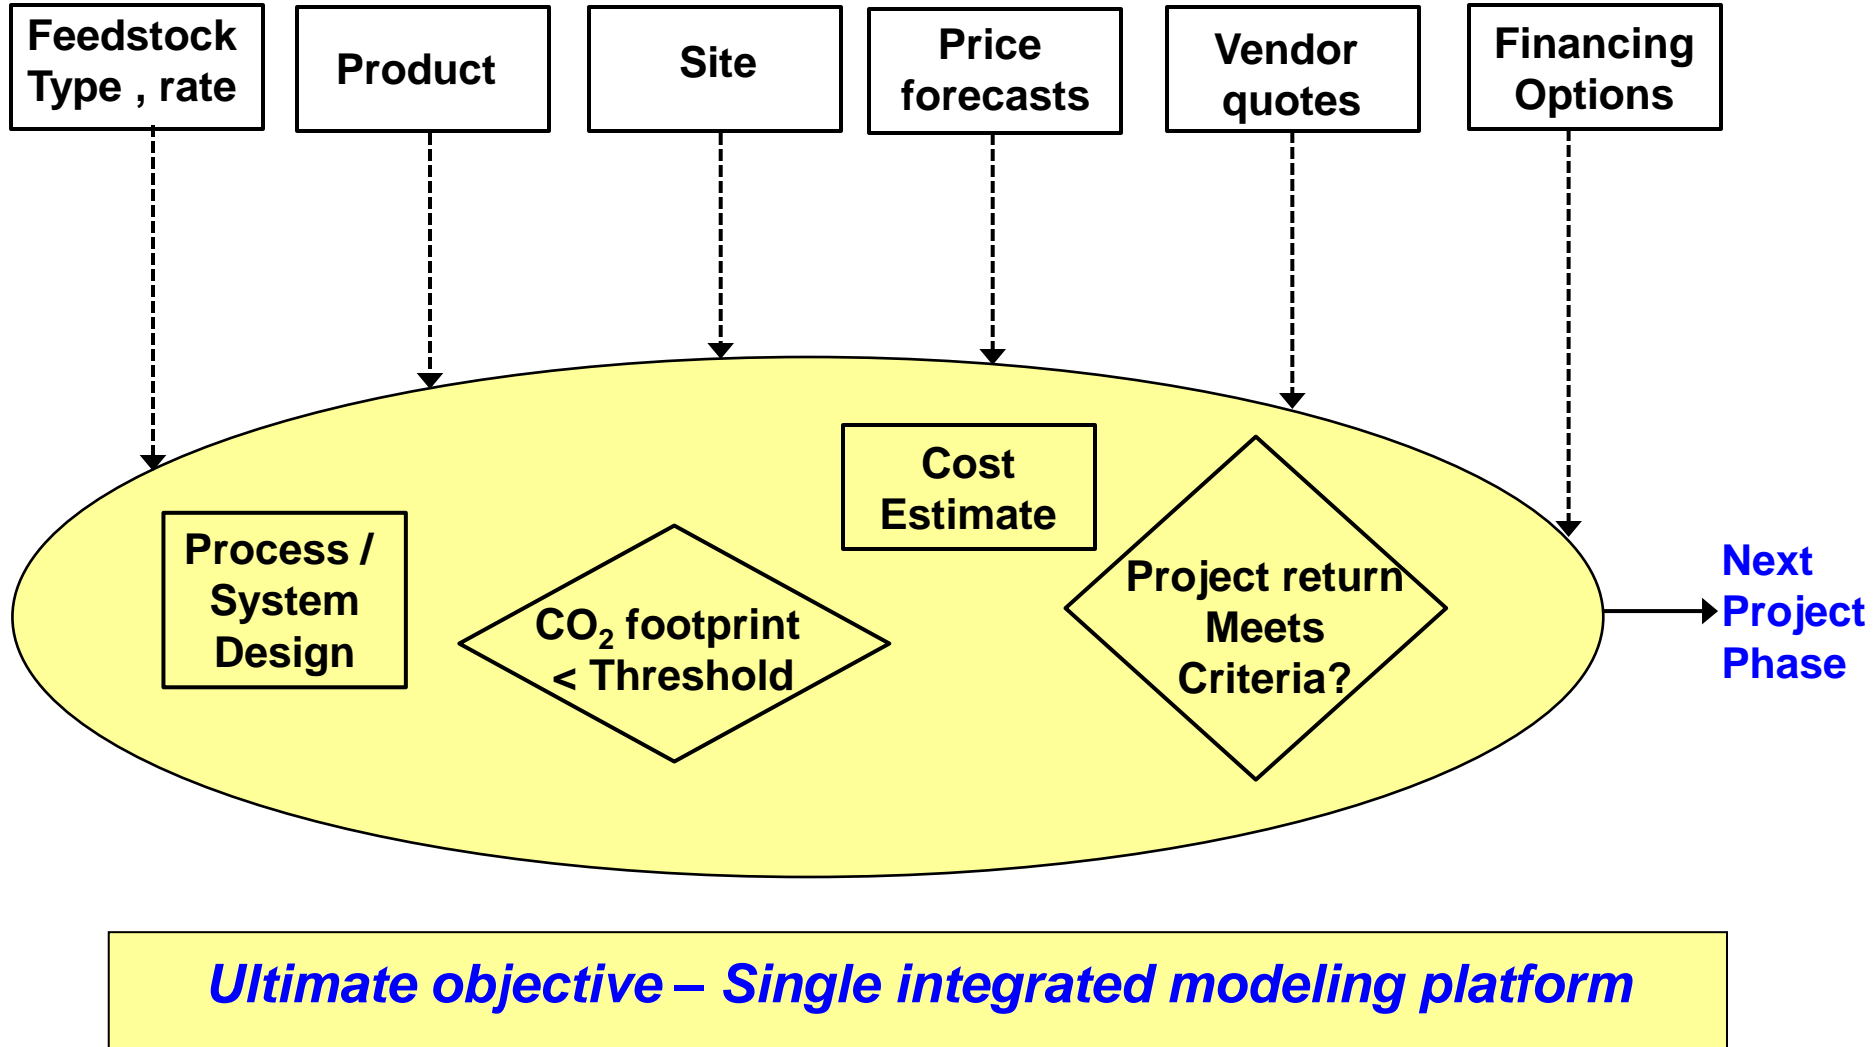 Feedstock
Type , rate
Product
Site
Price
forecasts
Vendor
quotes
Financing
Options
Cost
Estimate
Process /
System
Design
CO₂ footprint
< Threshold
Project return
Meets
Criteria?
Next
Project
Phase
Ultimate objective – Single integrated modeling platform